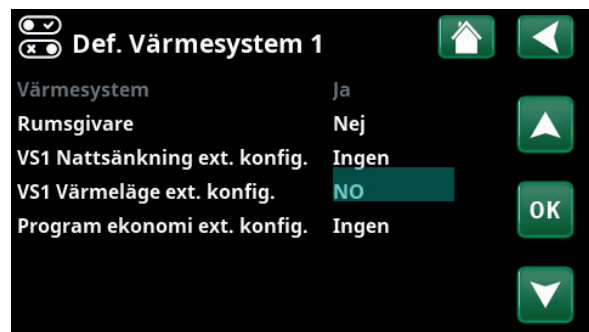 Def. Värmesystem 1
Värmesystem Ja
Rumsgivare Nej
VS1 Nattsänkning ext. konfig. Ingen
VS1 Värmeläge ext. konfig. NO
Program ekonomi ext. konfig. Ingen
OK